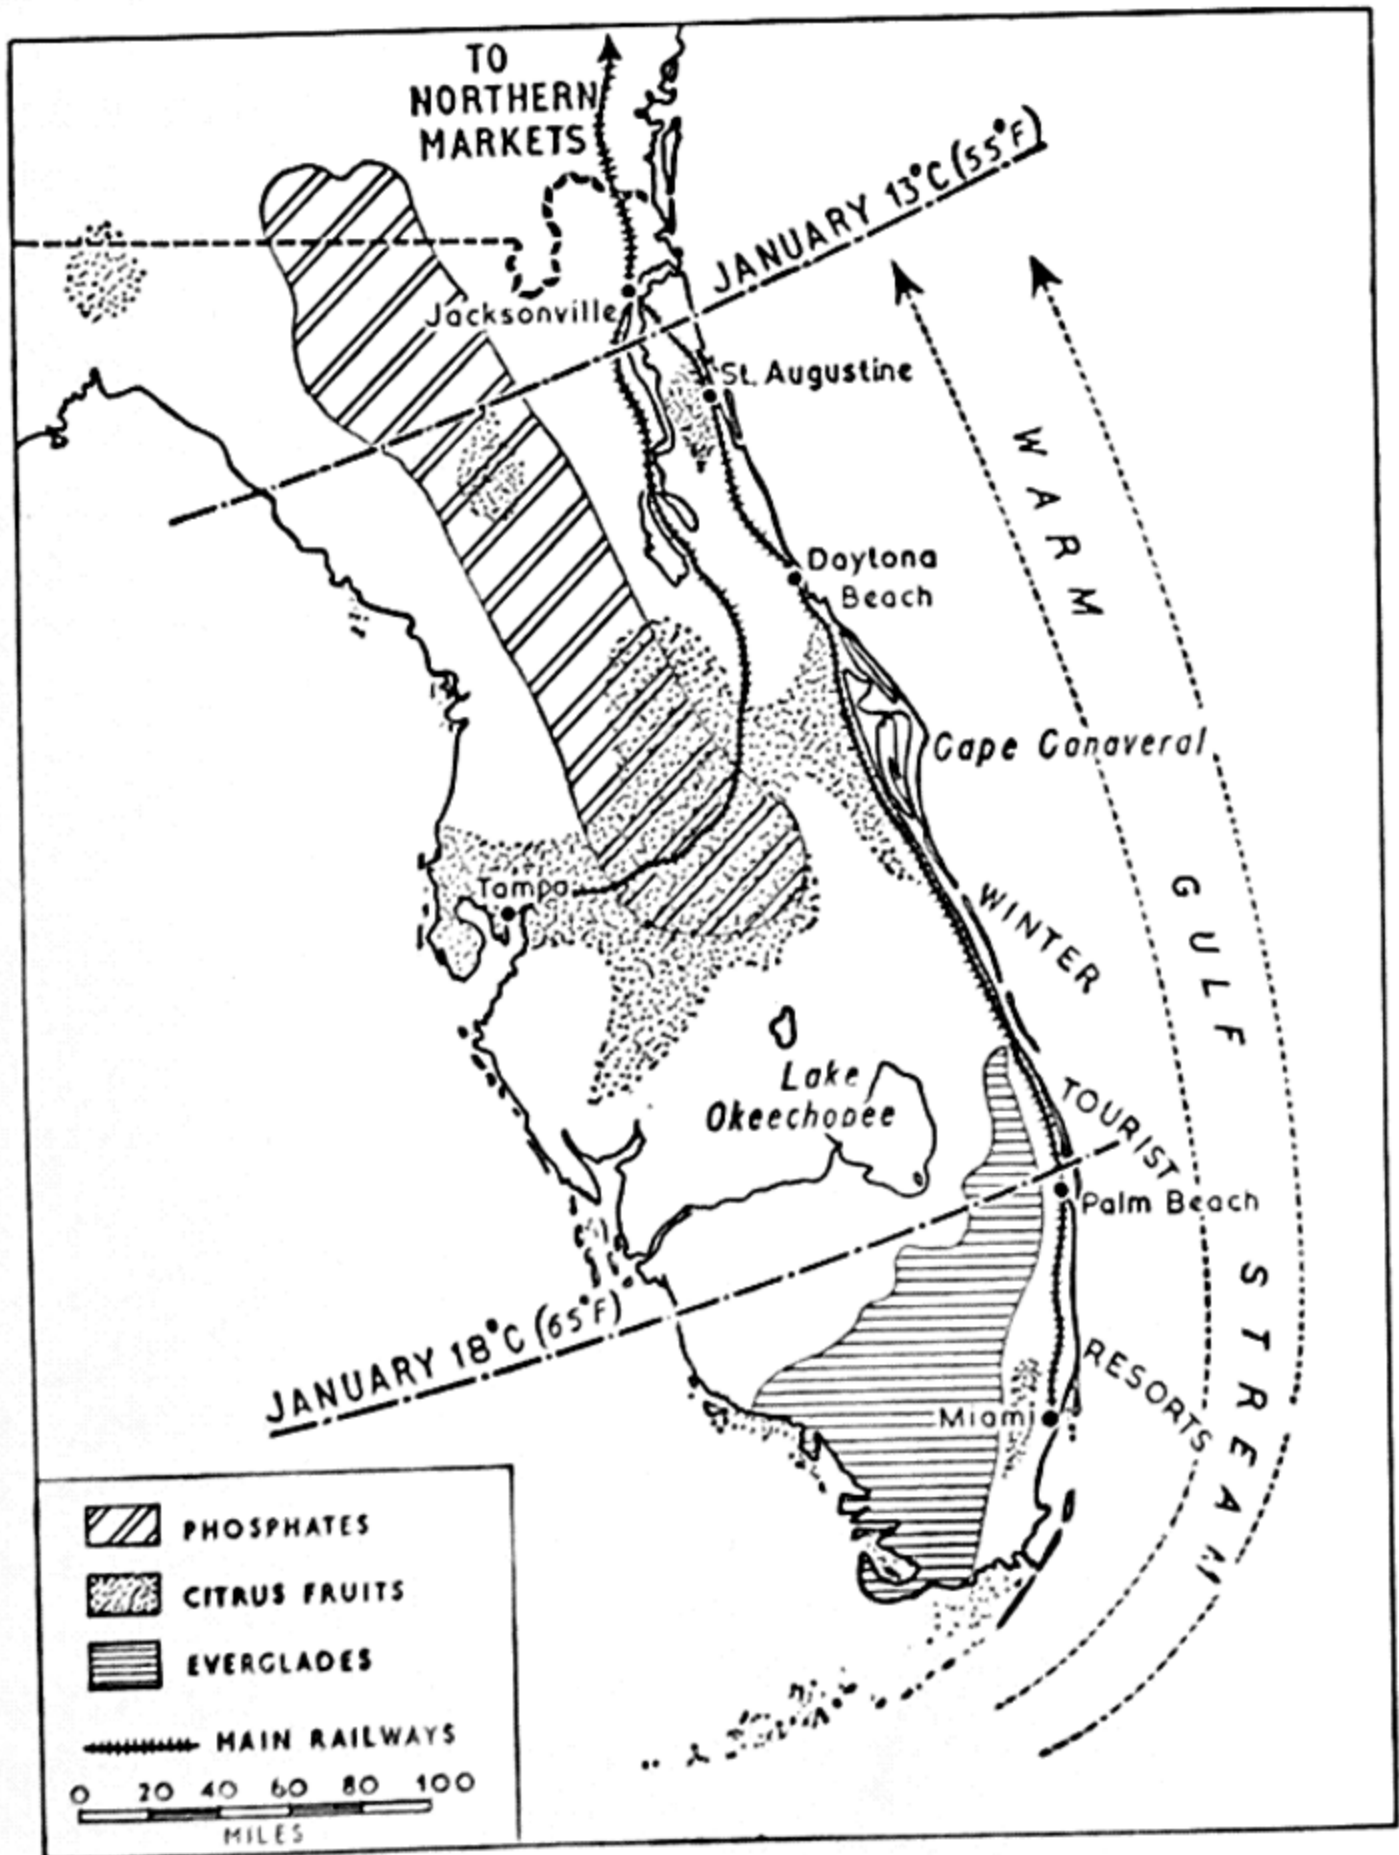 TO
NORTHERN
MARKETS
JANUARY 13°C (55°F)
Jacksonville
St. Augustine
WARM
Daytona
Beach
Cape Canaveral
GULF
Tampa
WINTER
Lake
Okeechobee
TOURIST
Palm Beach
STREAM
JANUARY 18°C (65°F)
RESORTS
Miami
PHOSPHATES
CITRUS FRUITS
EVERGLADES
MAIN RAILWAYS
0 20 40 60 80 100
MILES